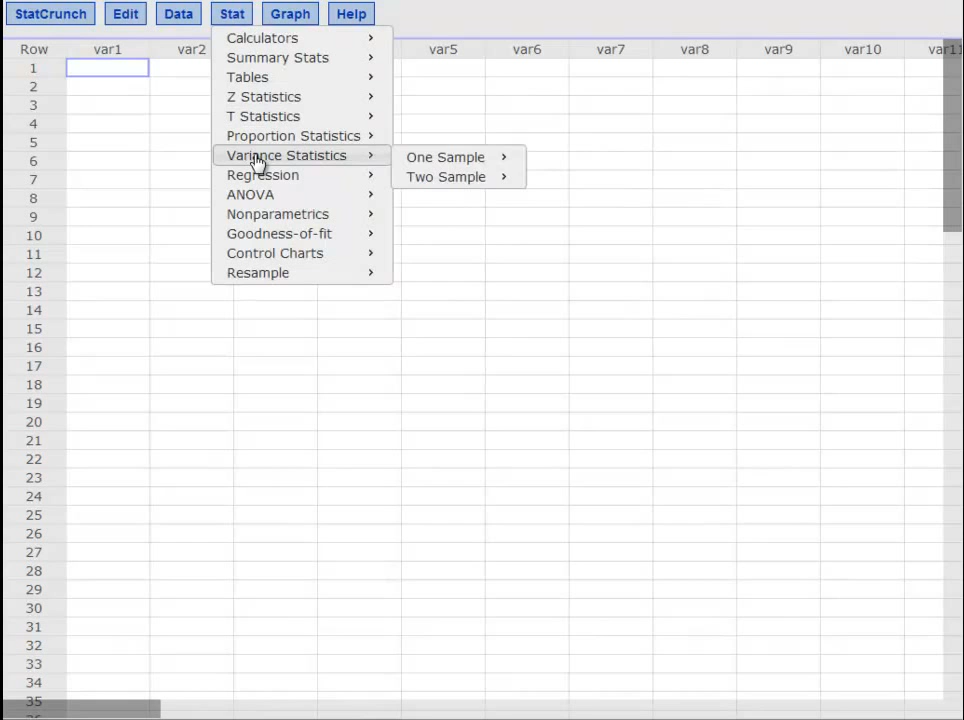 StatCrunch Edit Data Stat Graph Help
Row var1 var2 var5 var6 var7 var8 var9 var10 var11
Calculators
Summary Stats
Tables
Z Statistics
T Statistics
Proportion Statistics
Variance Statistics
Regression
ANOVA
Nonparametrics
Goodness-of-fit
Control Charts
Resample
One Sample
Two Sample
1
2
3
4
5
6
7
8
9
10
11
12
13
14
15
16
17
18
19
20
21
22
23
24
25
26
27
28
29
30
31
32
33
34
35